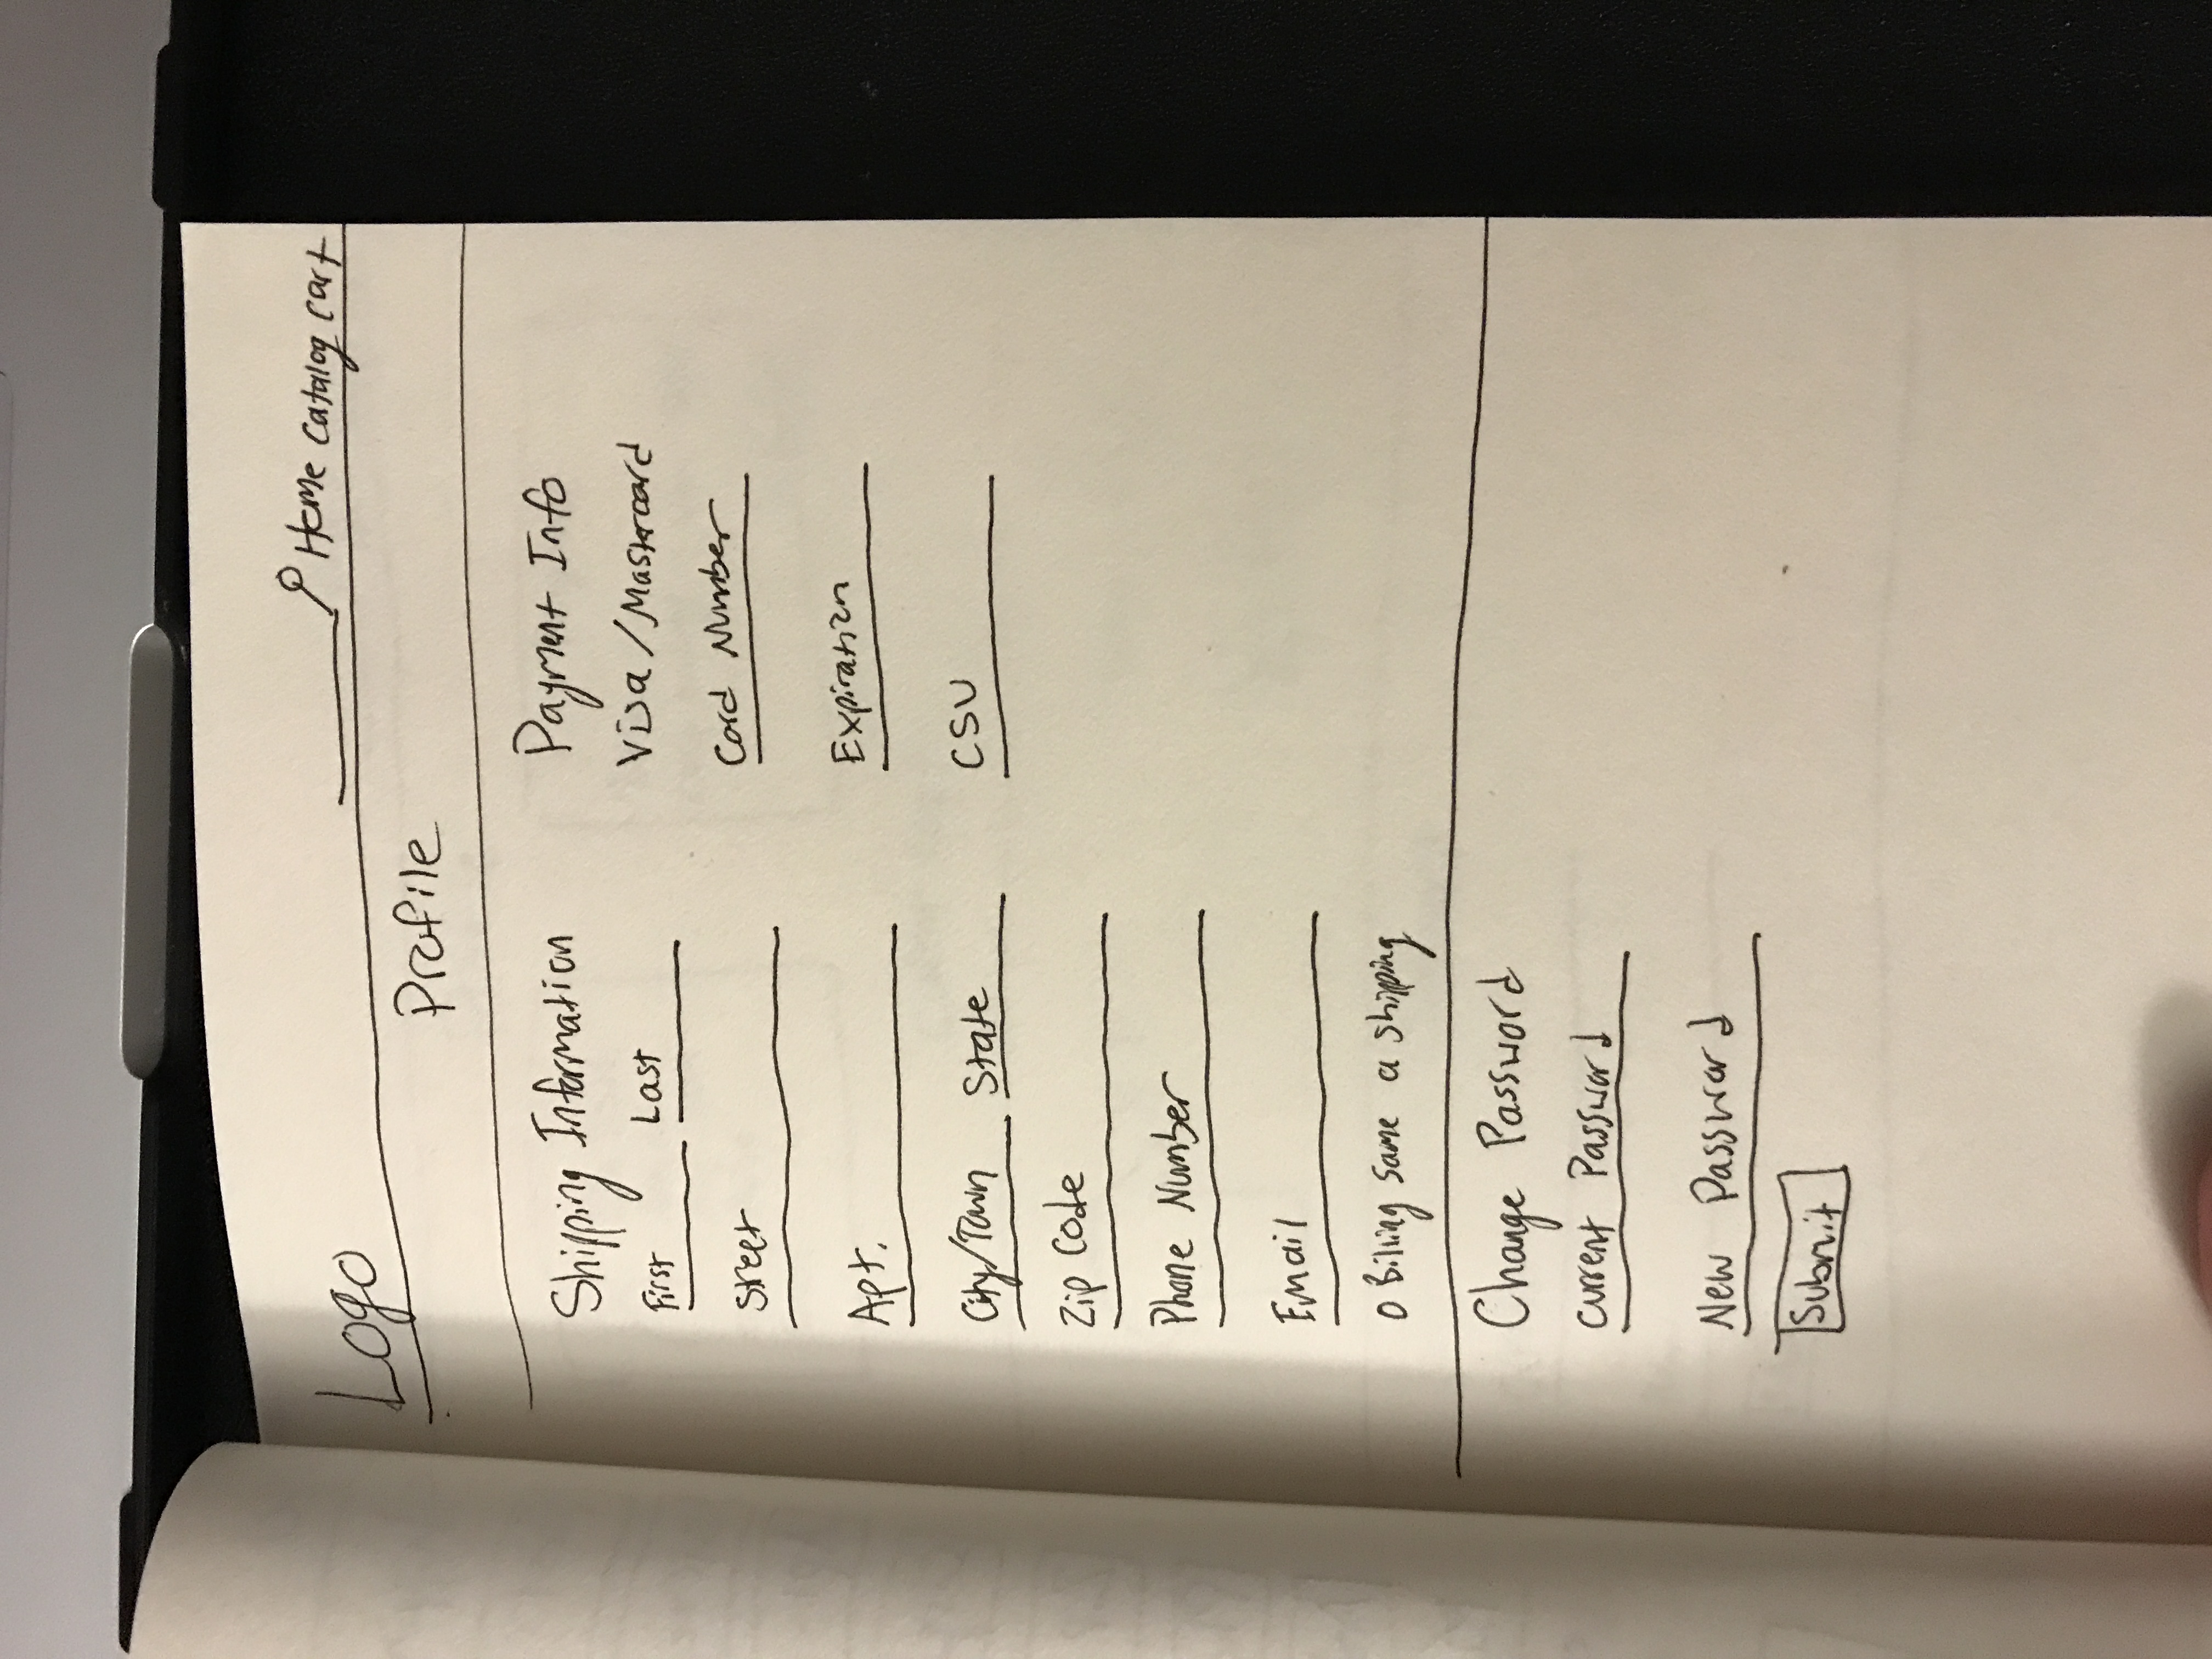 Logo
Home Catalog Cart
Profile
Shipping Information
First Last
Street
Apt.
City/Town State
Zip Code
Phone Number
Email
O Billing Same a Shipping
Payment Info
Visa/Mastercard
Card Number
Expiration
CSV
Change Password
Current Password
New Password
Submit